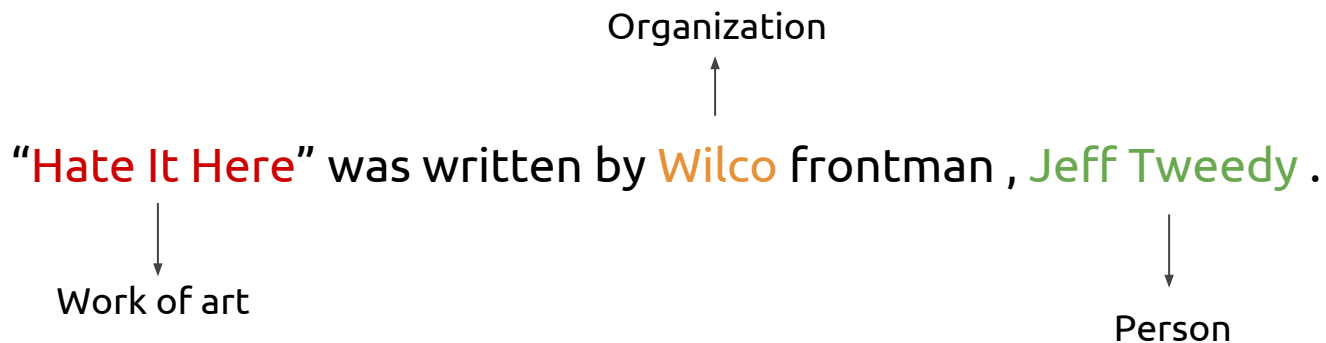 Organization
“Hate It Here” was written by Wilco frontman , Jeff Tweedy .
Work of art
Person